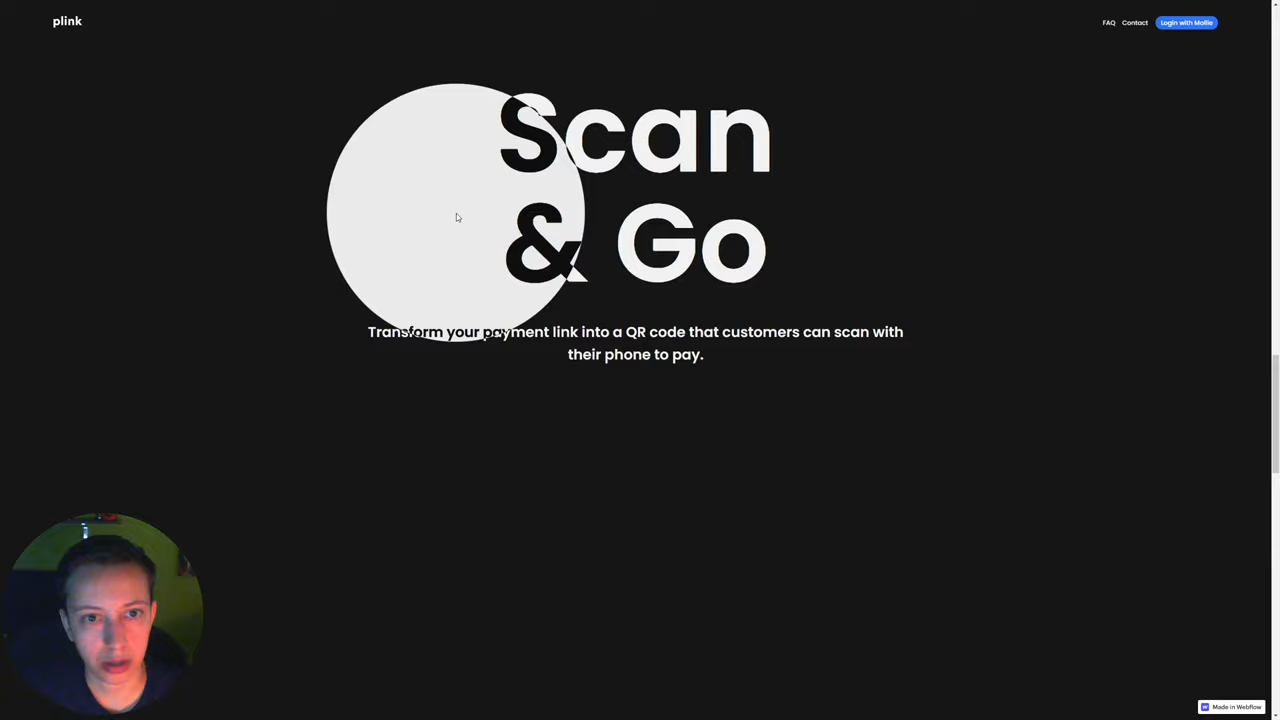 plink
FAQ Contact Login with Mollie
Scan
& Go
Transform your payment link into a QR code that customers can scan with
their phone to pay.
Made in Webflow